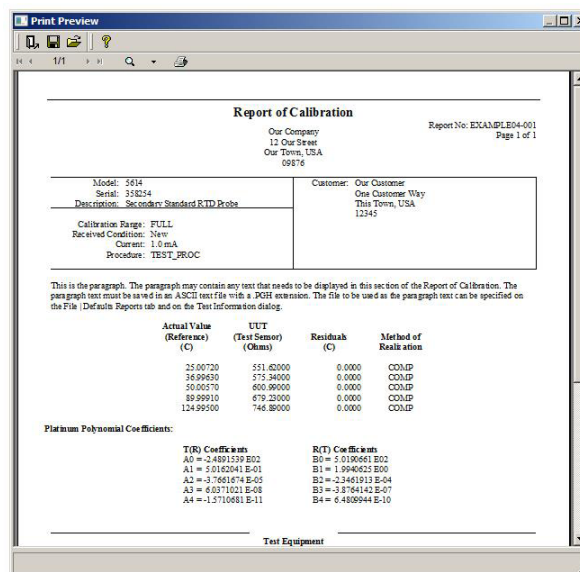 Print Preview
1/1
Report of Calibration
Our Company
12 Our Street
Our Town, USA
09876
Report No: EXAMPLE04-001
Page 1 of 1
Model: 5614
Serial: 358254
Description: Secondary Standard RTD Probe
Calibration Range: FULL
Received Condition: New
Current: 1.0 mA
Procedure: TEST_PROC
Customer: Our Customer
One Customer Way
This Town, USA
12345
This is the paragraph. The paragraph may contain any text that needs to be displayed in this section of the Report of Calibration. The
paragraph text must be saved in an ASCII text file with a .PGH extension. The file to be used as the paragraph text can be specified on
the File | Defaults Reports tab and on the Test Information dialog.
Actual Value UUT
(Reference) (Test Sensor) Residuals Method of
(C) (Ohms) (C) Realization
25.00720 551.62000 0.0000 COMP
36.99630 575.34000 0.0000 COMP
50.00570 600.99000 0.0000 COMP
89.99910 679.23000 0.0000 COMP
124.99500 746.89000 0.0000 COMP
Platinum Polynomial Coefficients:
T(R) Coefficients R(T) Coefficients
A0 = -2.4891539 E02 B0 = 5.0190661 E02
A1 = 5.0162041 E-01 B1 = 1.9940625 E00
A2 = -3.7661674 E-05 B2 = -2.3461913 E-04
A3 = 6.0371021 E-08 B3 = -3.8764142 E-07
A4 = -1.5710681 E-11 B4 = 6.4809944 E-10
Test Equipment